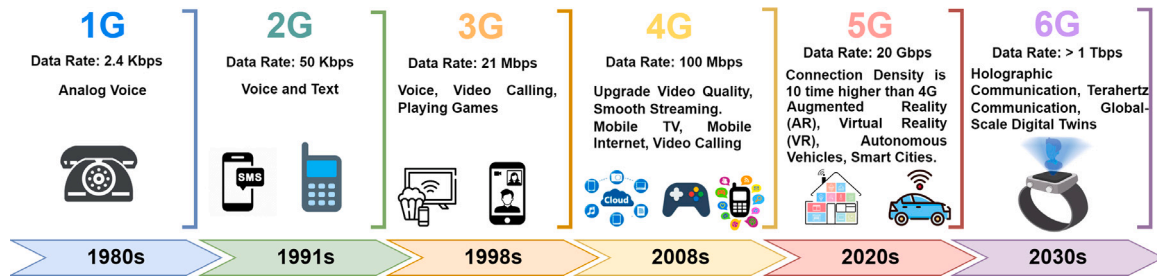 1G
Data Rate: 2.4 Kbps
Analog Voice
1980s
2G
Data Rate: 50 Kbps
Voice and Text
SMS
1991s
3G
Data Rate: 21 Mbps
Voice, Video Calling,
Playing Games
1998s
4G
Data Rate: 100 Mbps
Upgrade Video Quality,
Smooth Streaming.
Mobile TV, Mobile
Internet, Video Calling
Cloud
2008s
5G
Data Rate: 20 Gbps
Connection Density is
10 time higher than 4G
Augmented Reality
(AR), Virtual Reality
(VR), Autonomous
Vehicles, Smart Cities.
2020s
6G
Data Rate: > 1 Tbps
Holographic
Communication, Terahertz
Communication, Global-
Scale Digital Twins
2030s